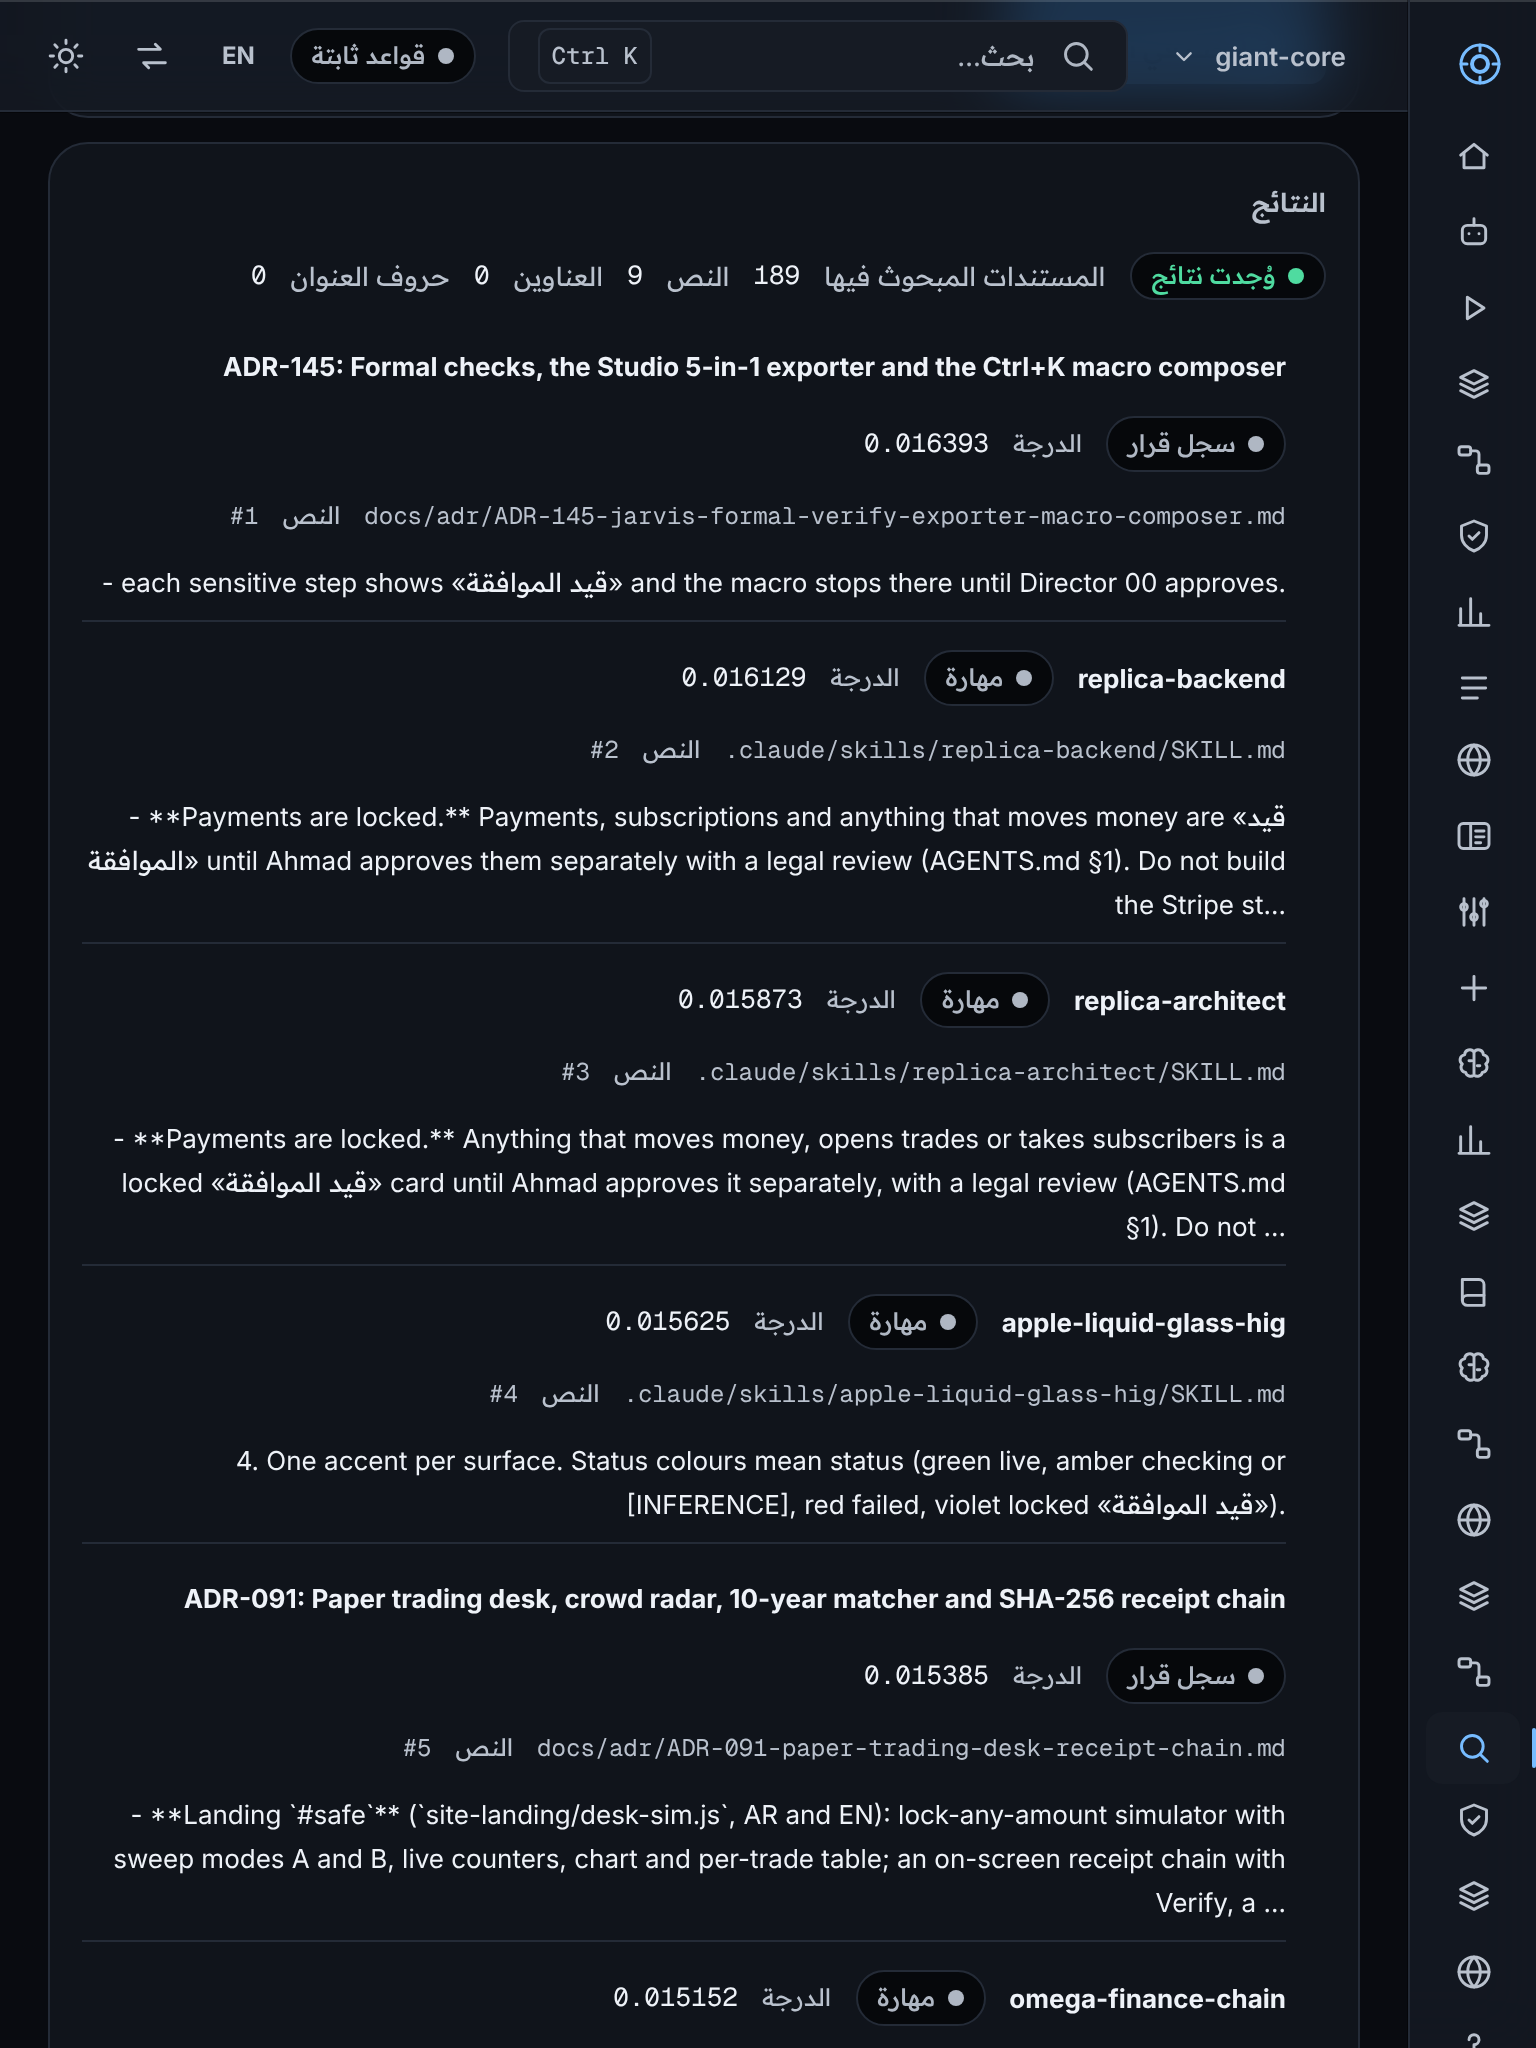 giant-core
بحث...
Ctrl K
قواعد ثابتة
EN
النتائج
وُجدت نتائج المستندات المبحوث فيها 189 النص 9 العناوين 0 حروف العنوان 0
ADR-145: Formal checks, the Studio 5-in-1 exporter and the Ctrl+K macro composer
سجل قرار الدرجة 0.016393
docs/adr/ADR-145-jarvis-formal-verify-exporter-macro-composer.md النص #1
- each sensitive step shows «قيد الموافقة» and the macro stops there until Director 00 approves.
replica-backend مهارة الدرجة 0.016129
.claude/skills/replica-backend/SKILL.md النص #2
- **Payments are locked.** Payments, subscriptions and anything that moves money are «قيد
الموافقة» until Ahmad approves them separately with a legal review (AGENTS.md §1). Do not build
the Stripe st...
replica-architect مهارة الدرجة 0.015873
.claude/skills/replica-architect/SKILL.md النص #3
- **Payments are locked.** Anything that moves money, opens trades or takes subscribers is a
locked «قيد الموافقة» card until Ahmad approves it separately, with a legal review (AGENTS.md
§1). Do not ...
apple-liquid-glass-hig مهارة الدرجة 0.015625
.claude/skills/apple-liquid-glass-hig/SKILL.md النص #4
4. One accent per surface. Status colours mean status (green live, amber checking or
[INFERENCE], red failed, violet locked «قيد الموافقة»).
ADR-091: Paper trading desk, crowd radar, 10-year matcher and SHA-256 receipt chain
سجل قرار الدرجة 0.015385
docs/adr/ADR-091-paper-trading-desk-receipt-chain.md النص #5
- **Landing `#safe`** (`site-landing/desk-sim.js`, AR and EN): lock-any-amount simulator with
sweep modes A and B, live counters, chart and per-trade table; an on-screen receipt chain with
Verify, a ...
omega-finance-chain مهارة الدرجة 0.015152